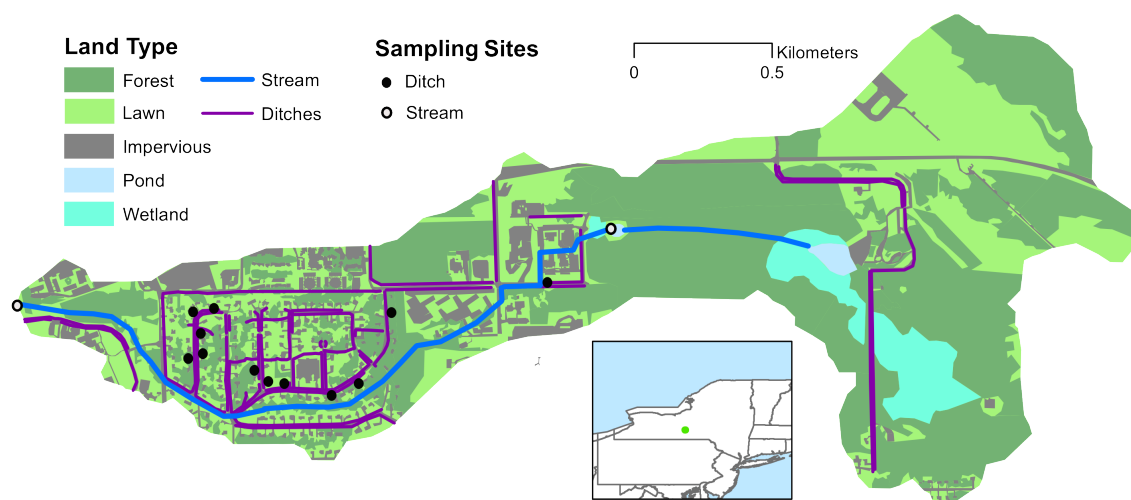 Land Type
Forest
Lawn
Impervious
Pond
Wetland
Stream
Ditches
Sampling Sites
Ditch
Stream
Kilometers
0 0.5